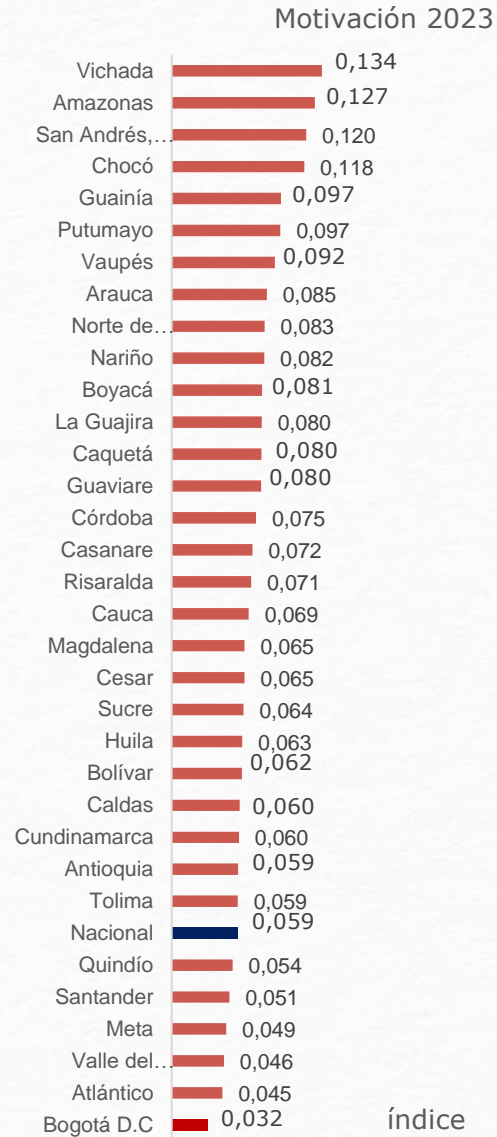 Motivación 2023
Vichada 0,134
Amazonas 0,127
San Andrés,... 0,120
Chocó 0,118
Guainía 0,097
Putumayo 0,097
Vaupés 0,092
Arauca 0,085
Norte de... 0,083
Nariño 0,082
Boyacá 0,081
La Guajira 0,080
Caquetá 0,080
Guaviare 0,080
Córdoba 0,075
Casanare 0,072
Risaralda 0,071
Cauca 0,069
Magdalena 0,065
Cesar 0,065
Sucre 0,064
Huila 0,063
Bolívar 0,062
Caldas 0,060
Cundinamarca 0,060
Antioquia 0,059
Tolima 0,059
Nacional 0,059
Quindío 0,054
Santander 0,051
Meta 0,049
Valle del... 0,046
Atlántico 0,045
Bogotá D.C 0,032 índice